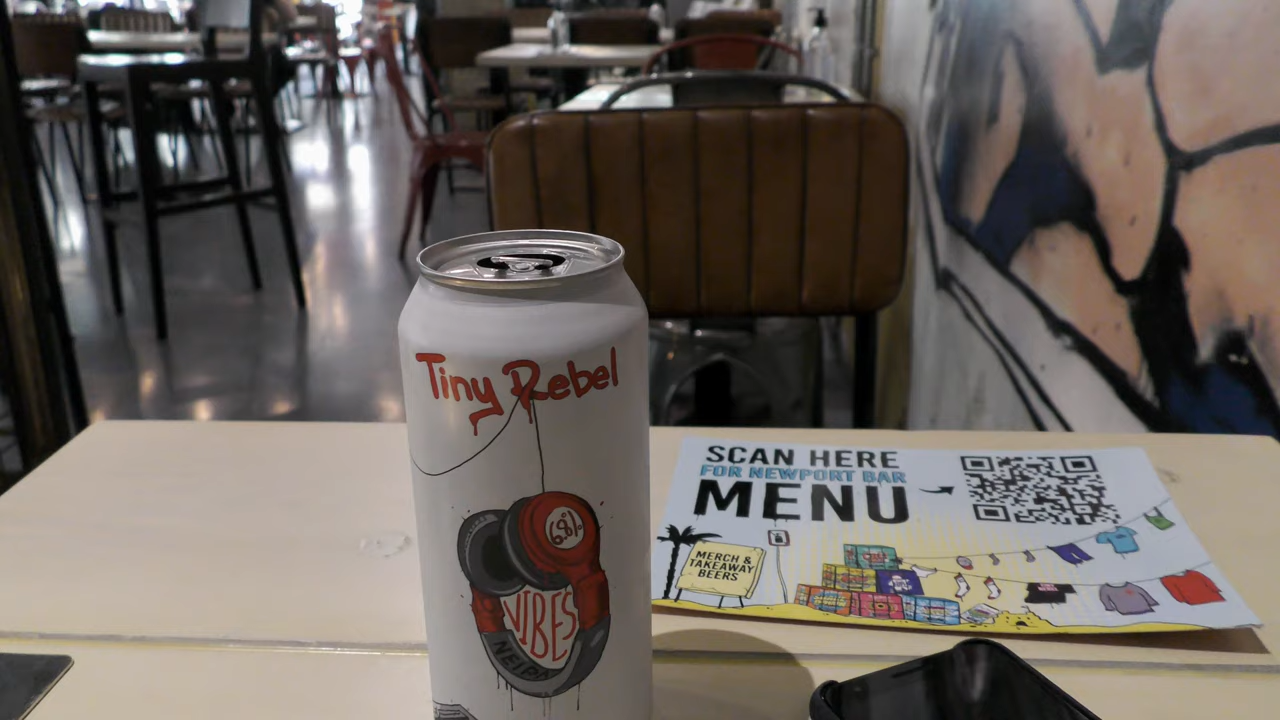 Tiny Rebel
6.8%
VIBES
NEIPA
SCAN HERE
FOR NEWPORT BAR
MENU
MERCH &
TAKEAWAY
BEERS